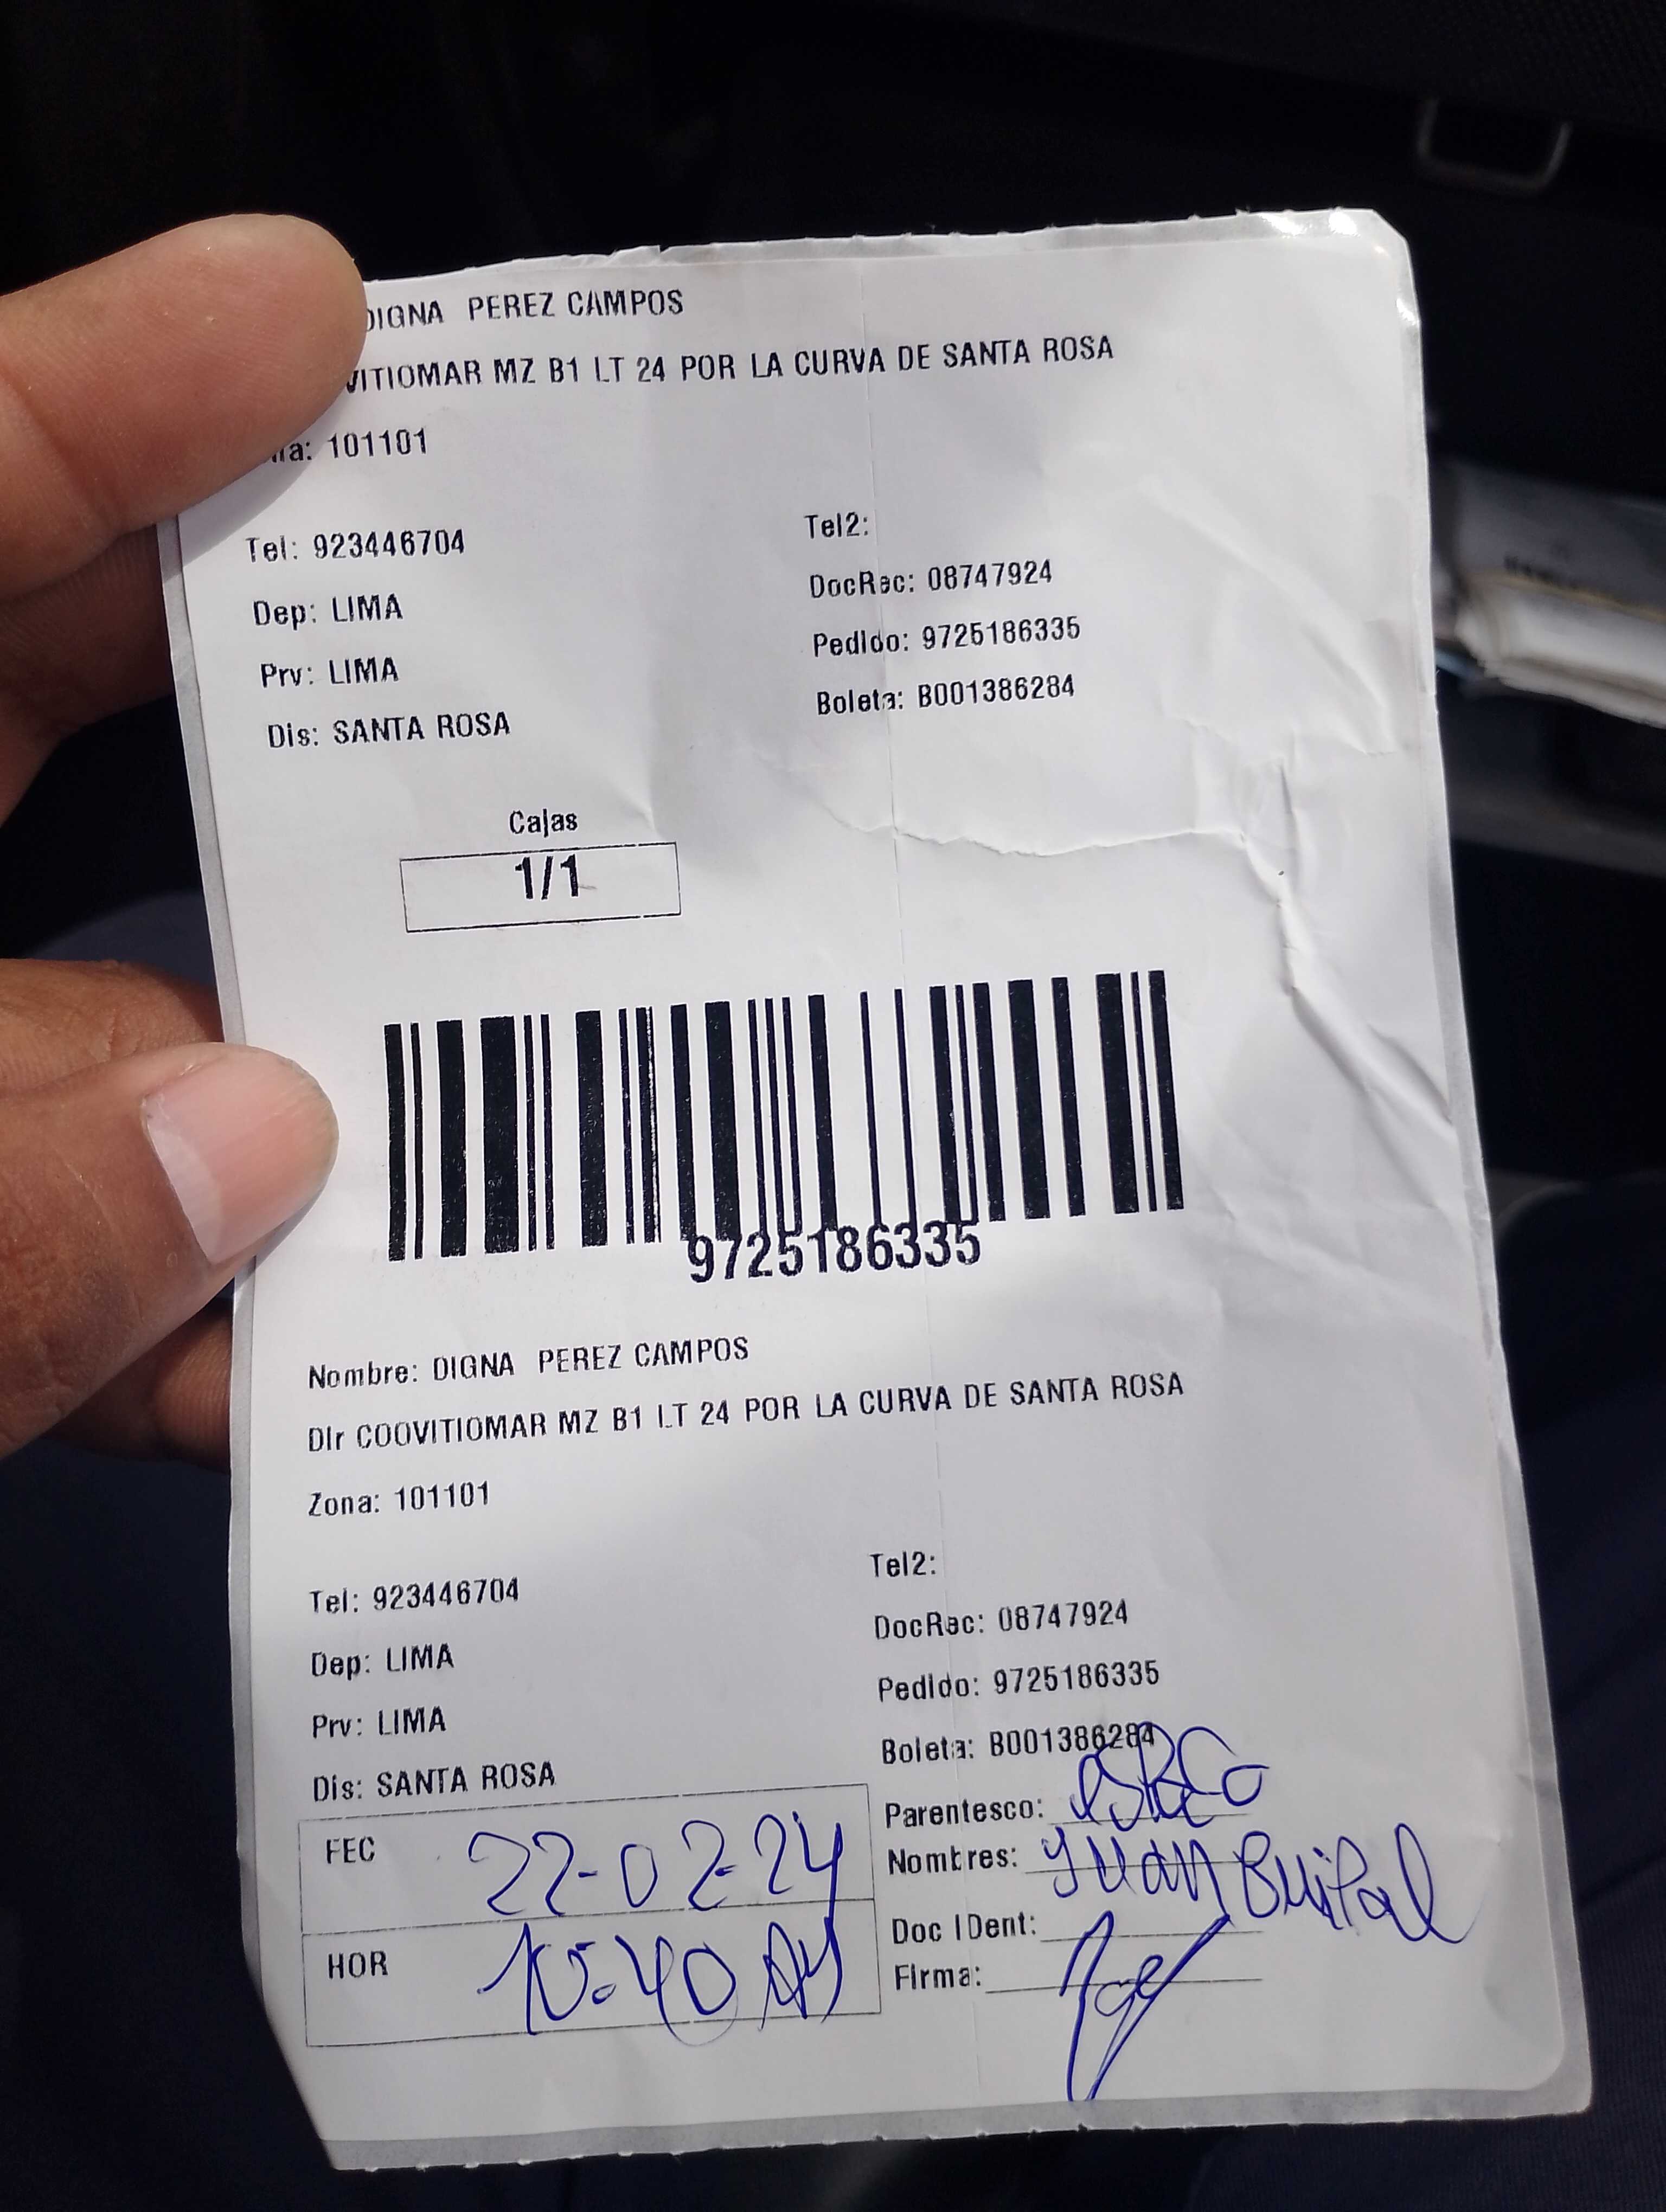 DIGNA PEREZ CAMPOS
VITIOMAR MZ B1 LT 24 POR LA CURVA DE SANTA ROSA
na: 101101
Tel: 923446704
Tel2:
Dep: LIMA
DocRec: 08747924
Prv: LIMA
Pedido: 9725186335
Dis: SANTA ROSA
Boleta: B001386284
Cajas
1/1
9725186335
Nombre: DIGNA PEREZ CAMPOS
Dir COOVITIOMAR MZ B1 LT 24 POR LA CURVA DE SANTA ROSA
Zona: 101101
Tel: 923446704
Tel2:
Dep: LIMA
DocRec: 08747924
Prv: LIMA
Pedido: 9725186335
Dis: SANTA ROSA
Boleta: B001386284
Parentesco:
FEC 22-02-24
Nombres: Juan
Doc IDent:
HOR 10:40 AM
Firma: